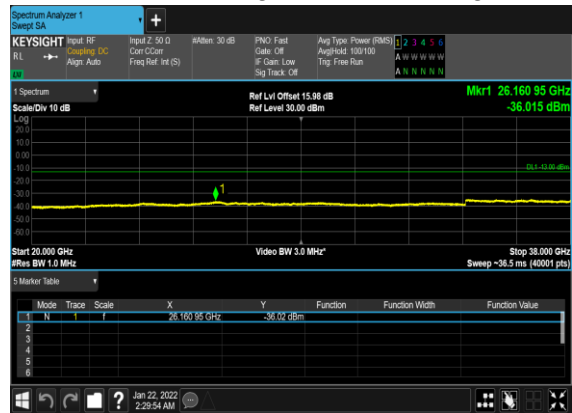 Spectrum Analyzer 1
Swept SA
+
KEYSIGHT Input: RF Input Z: 50 Ω #Atten: 30 dB PNO: Fast Avg Type: Power (RMS) 1 2 3 4 5 6
RL Coupling: DC Corr CCorr Gate: Off Avg|Hold: 100/100 A W W W W W
Align: Auto Freq Ref: Int (S) IF Gain: Low Trig: Free Run
LW Sig Track: Off A N N N N N
1 Spectrum Ref Lvl Offset 15.98 dB Mkr1 26.160 95 GHz
Scale/Div 10 dB Ref Level 30.00 dBm -36.015 dBm
Log
20.0
10.0
0.00
-10.0
DL1 -13.00 dBm
-20.0
1
-30.0
-40.0
-50.0
-60.0
Start 20.000 GHz Video BW 3.0 MHz* Stop 38.000 GHz
#Res BW 1.0 MHz Sweep ~36.5 ms (40001 pts)
5 Marker Table
Mode Trace Scale X Y Function Function Width Function Value
1 N 1 f 26.160 95 GHz -36.02 dBm
2
3
4
5
6
? Jan 22, 2022
2:29:54 AM